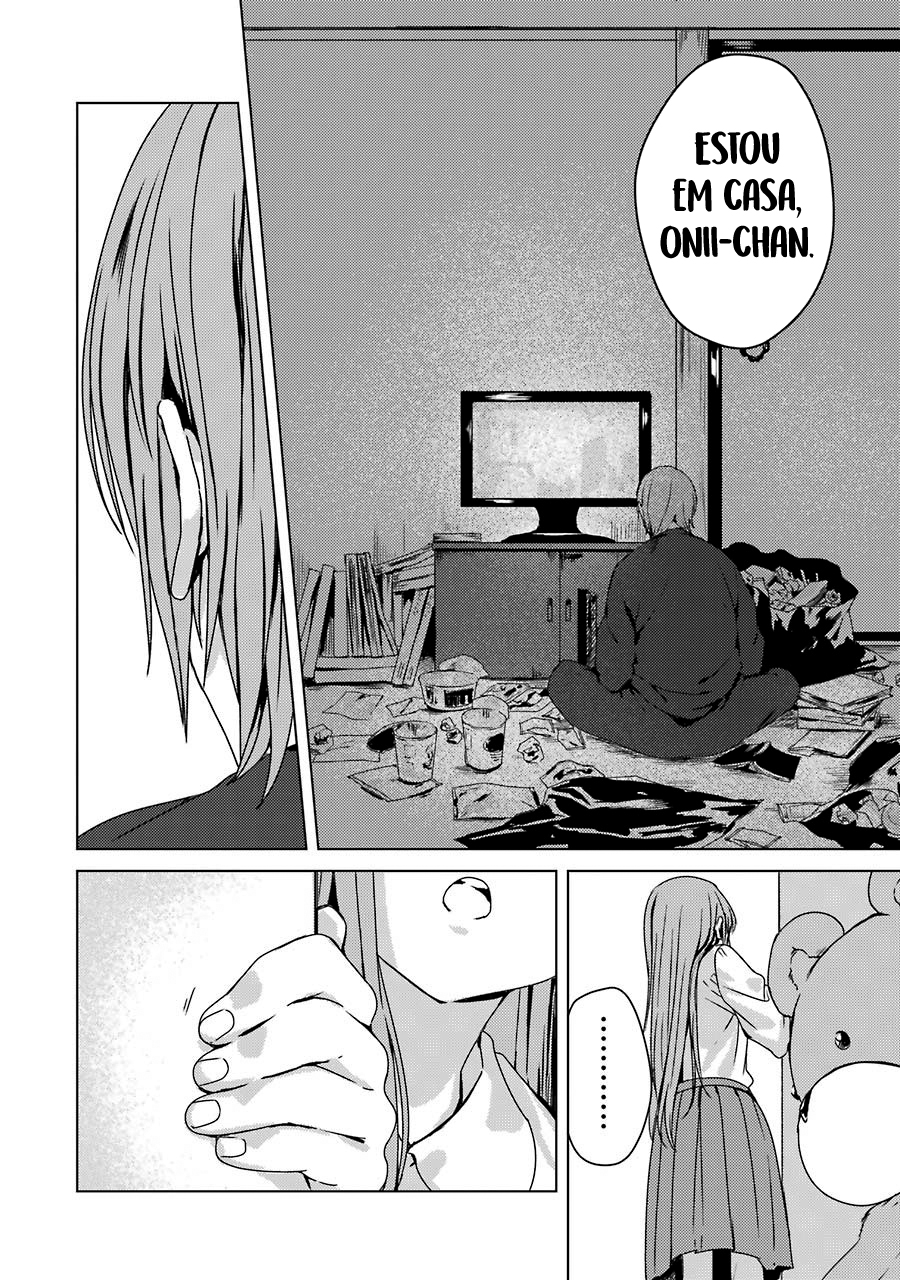 ESTOU
EM CASA,
ONII-CHAN.
.........